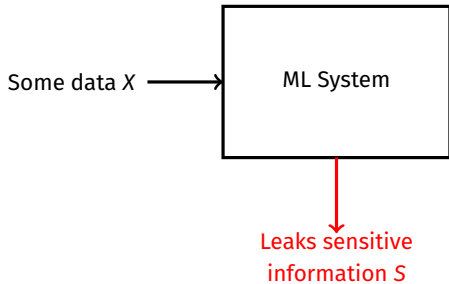 Some data X
ML System
Leaks sensitive
information S